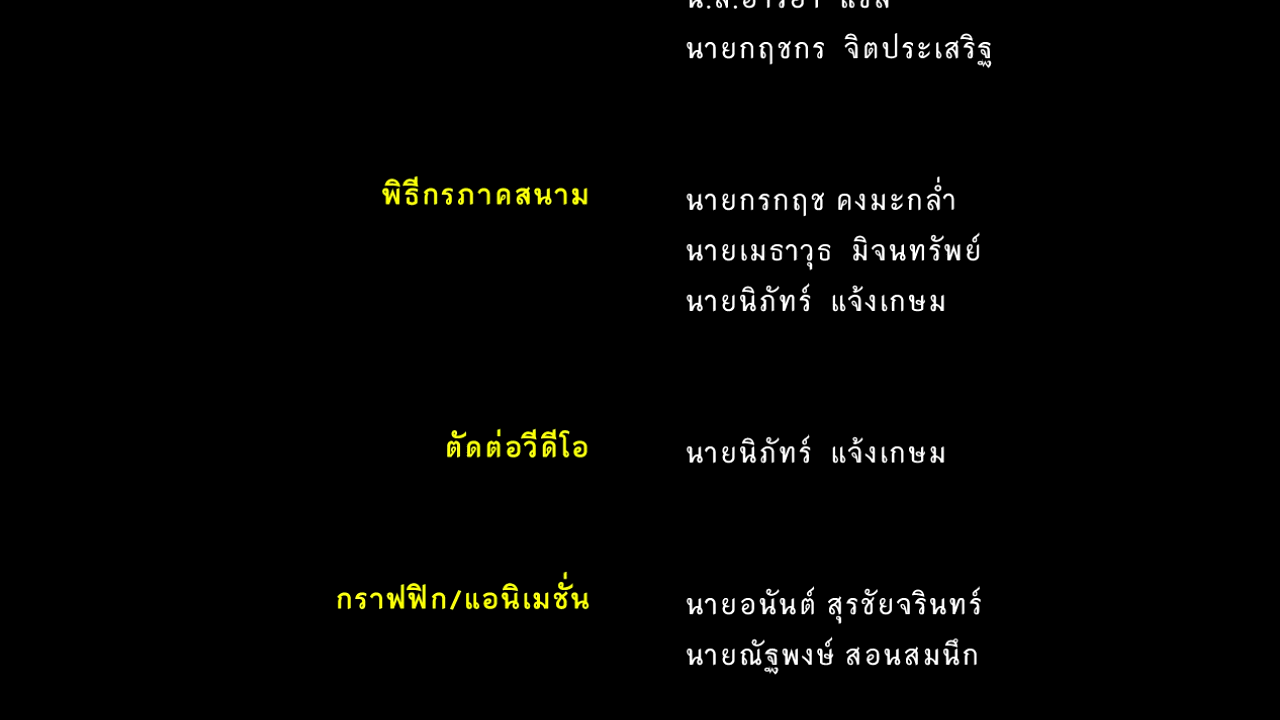 นายกฤชกร จิตประเสริฐ
พิธีกรภาคสนาม นายกรกฤช คงมะกล่ำ
นายเมธาวุธ มิจนทรัพย์
นายนิภัทร์ แจ้งเกษม
ตัดต่อวีดีโอ นายนิภัทร์ แจ้งเกษม
กราฟฟิก/แอนิเมชั่น นายอนันต์ สุรชัยจรินทร์
นายณัฐพงษ์ สอนสมนึก